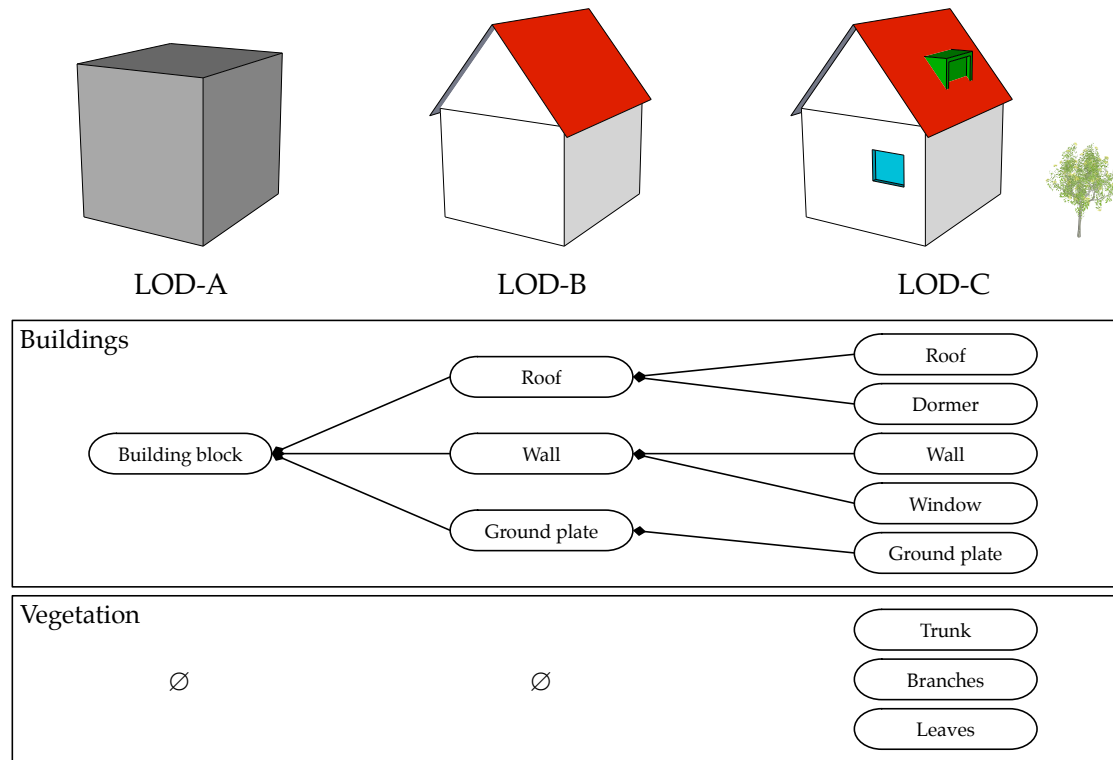 LOD-A
LOD-B
LOD-C
Buildings
Building block
Roof
Wall
Ground plate
Roof
Dormer
Wall
Window
Ground plate
Vegetation
∅
∅
Trunk
Branches
Leaves